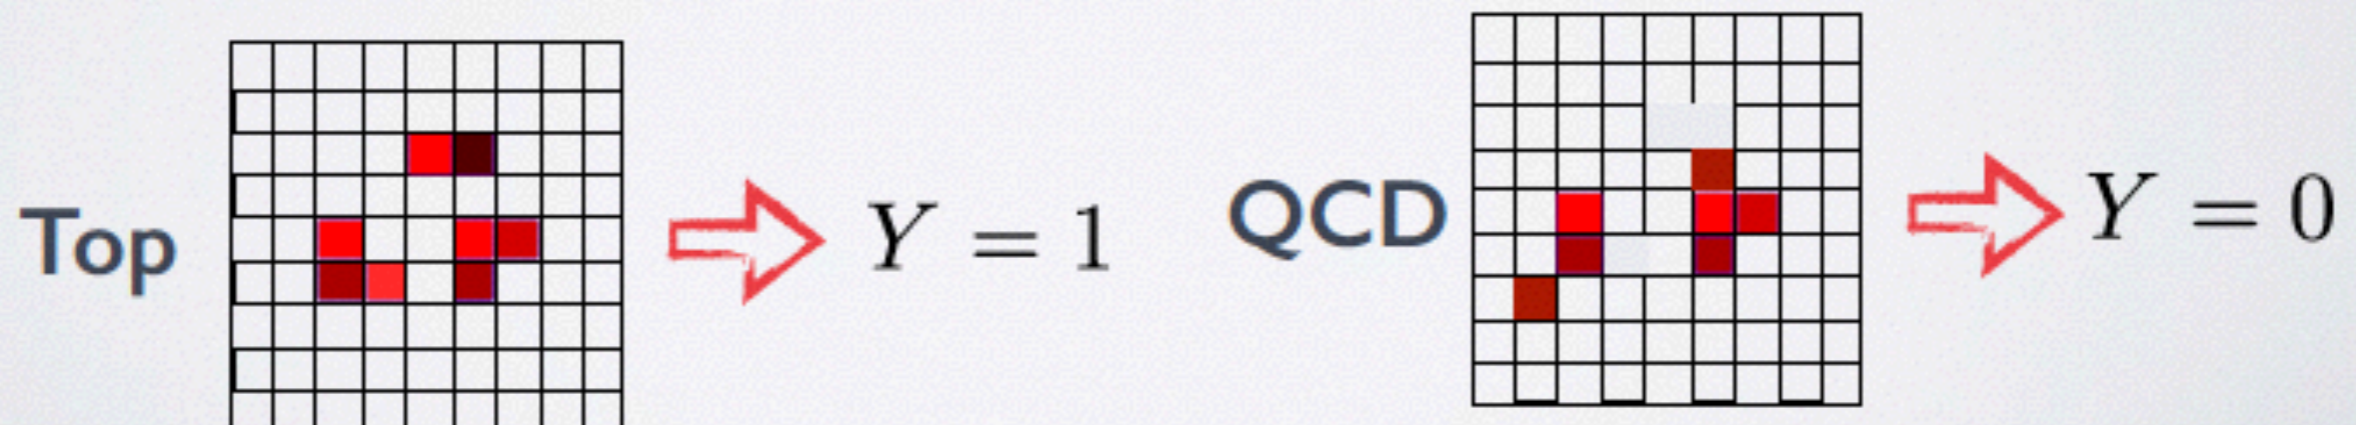 Top
Y = 1
QCD
Y = 0